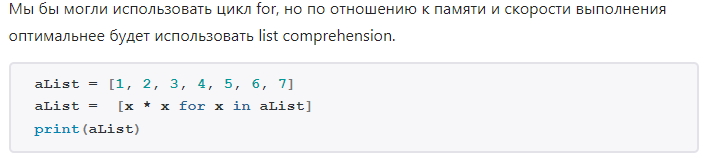 Мы бы могли использовать цикл for, но по отношению к памяти и скорости выполнения
оптимальнее будет использовать list comprehension.
aList = [1, 2, 3, 4, 5, 6, 7]
aList =  [x * x for x in aList]
print(aList)